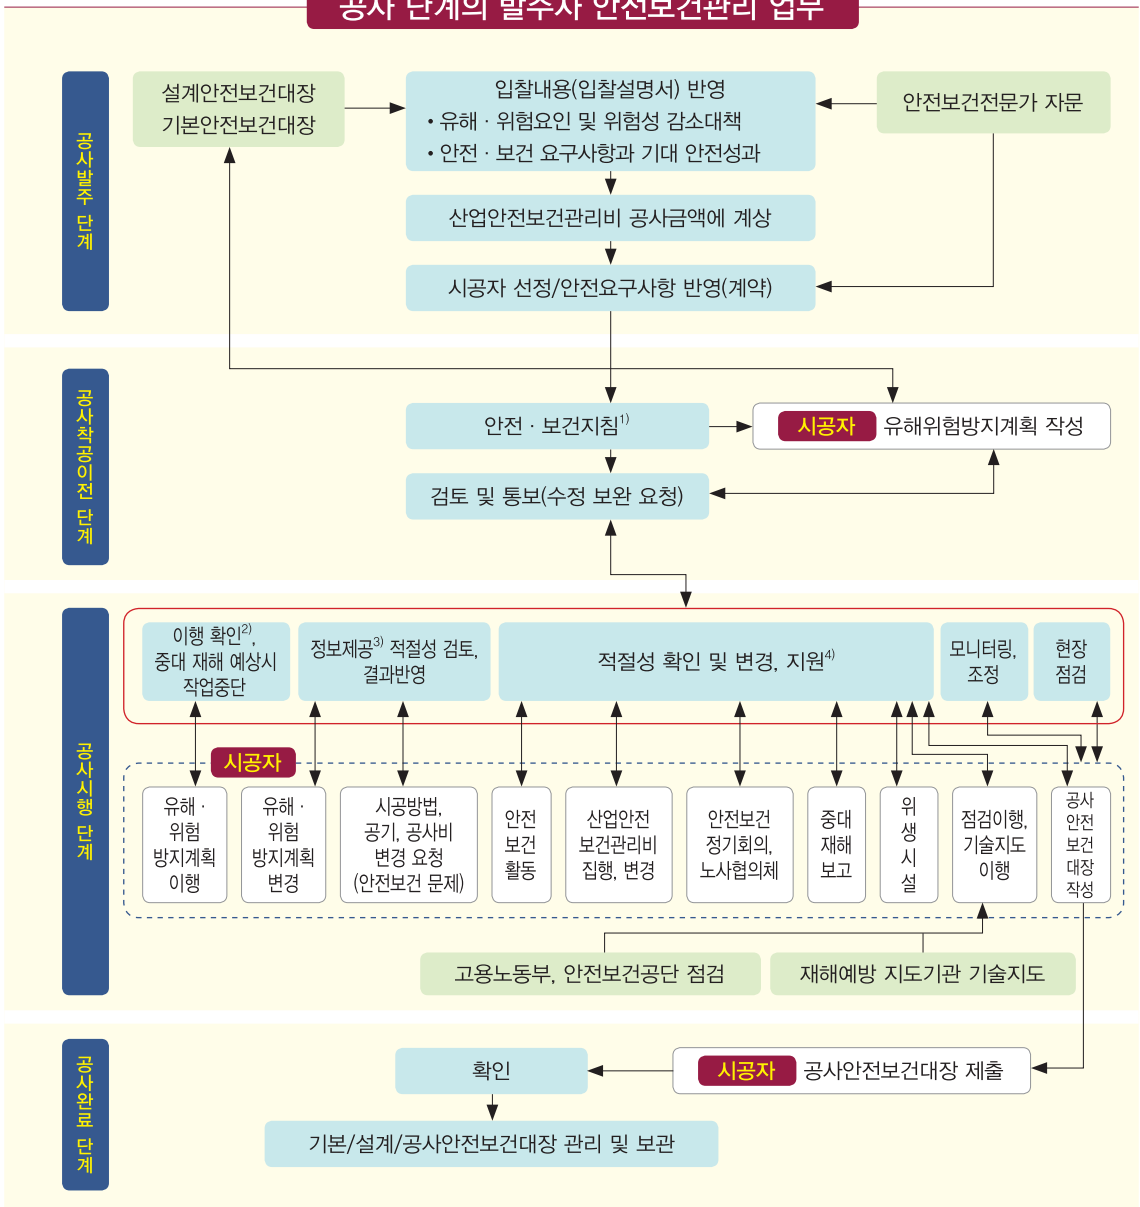 공사 단계의 발주자 안전보건관리 업무
공사발주 단계
설계안전보건대장
기본안전보건대장
입찰내용(입찰설명서) 반영
• 유해 · 위험요인 및 위험성 감소대책
• 안전 · 보건 요구사항과 기대 안전성과
안전보건전문가 자문
산업안전보건관리비 공사금액에 계상
시공자 선정/안전요구사항 반영(계약)
공사착공이전 단계
안전 · 보건지침1)
시공자 유해위험방지계획 작성
검토 및 통보(수정 보완 요청)
공사시행 단계
이행 확인2),
중대 재해 예상시
작업중단
정보제공3) 적절성 검토,
결과반영
적절성 확인 및 변경, 지원4)
모니터링,
조정
현장
점검
시공자
유해 ·
위험
방지계획
이행
유해 ·
위험
방지계획
변경
시공방법,
공기, 공사비
변경 요청
(안전보건 문제)
안전
보건
활동
산업안전
보건관리비
집행, 변경
안전보건
정기회의,
노사협의체
중대
재해
보고
위
생
시
설
점검이행,
기술지도
이행
공사
안전
보건
대장
작성
고용노동부, 안전보건공단 점검
재해예방 지도기관 기술지도
공사완료 단계
확인
시공자 공사안전보건대장 제출
기본/설계/공사안전보건대장 관리 및 보관